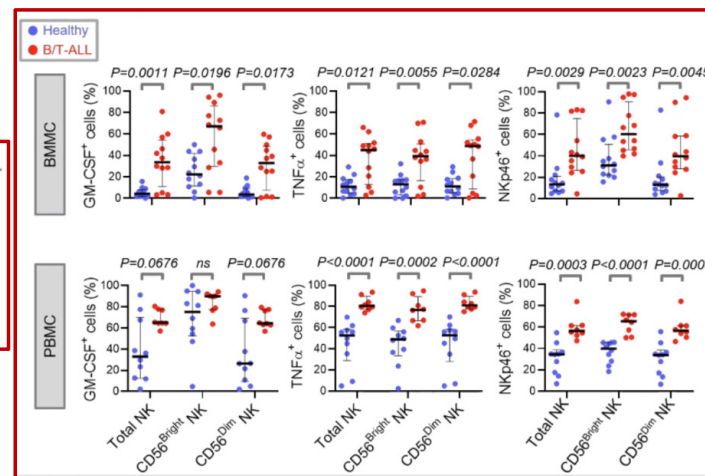 Healthy
B/T-ALL
BMMC
P=0.0011 P=0.0196 P=0.0173
GM-CSF⁺ cells (%)
100
80
60
40
20
0
P=0.0121 P=0.0055 P=0.0284
TNFα⁺ cells (%)
100
80
60
40
20
0
P=0.0029 P=0.0023 P=0.0045
NKp46⁺ cells (%)
100
80
60
40
20
0
PBMC
P=0.0676 ns P=0.0676
GM-CSF⁺ cells (%)
100
80
60
40
20
0
Total NK
CD56ᴮʳⁱᵍʰᵗ NK
CD56ᴰⁱᵐ NK
P<0.0001 P=0.0002 P<0.0001
TNFα⁺ cells (%)
100
80
60
40
20
0
Total NK
CD56ᴮʳⁱᵍʰᵗ NK
CD56ᴰⁱᵐ NK
P=0.0003 P<0.0001 P=0.000
NKp46⁺ cells (%)
100
80
60
40
20
0
Total NK
CD56ᴮʳⁱᵍʰᵗ NK
CD56ᴰⁱᵐ NK